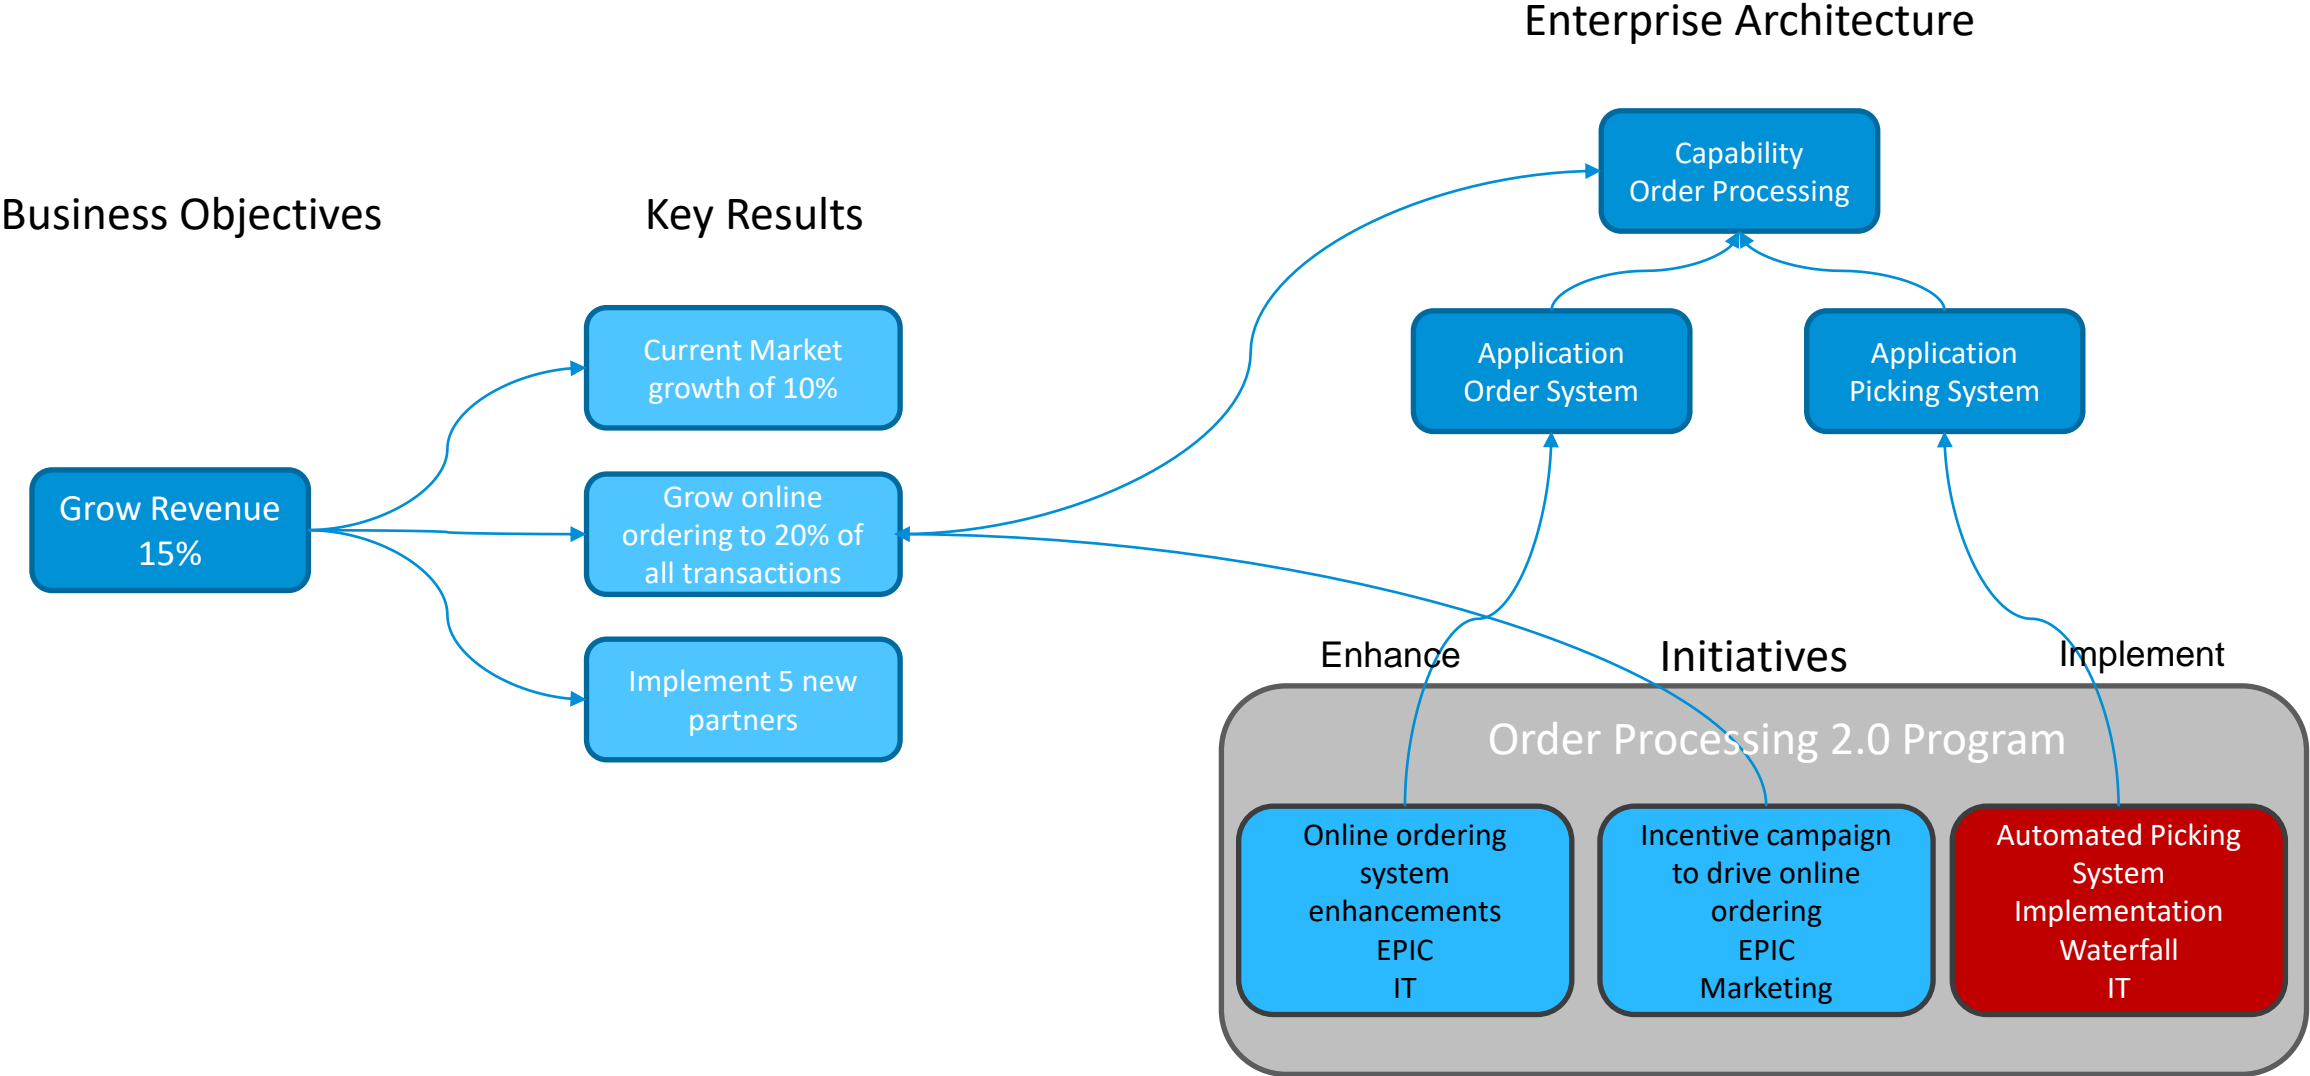 Enterprise Architecture
Capability
Order Processing
Business Objectives
Key Results
Current Market
growth of 10%
Application
Order System
Application
Picking System
Grow Revenue
15%
Grow online
ordering to 20% of
all transactions
Implement 5 new
partners
Enhance
Initiatives
Implement
Order Processing 2.0 Program
Online ordering
system
enhancements
EPIC
IT
Incentive campaign
to drive online
ordering
EPIC
Marketing
Automated Picking
System
Implementation
Waterfall
IT